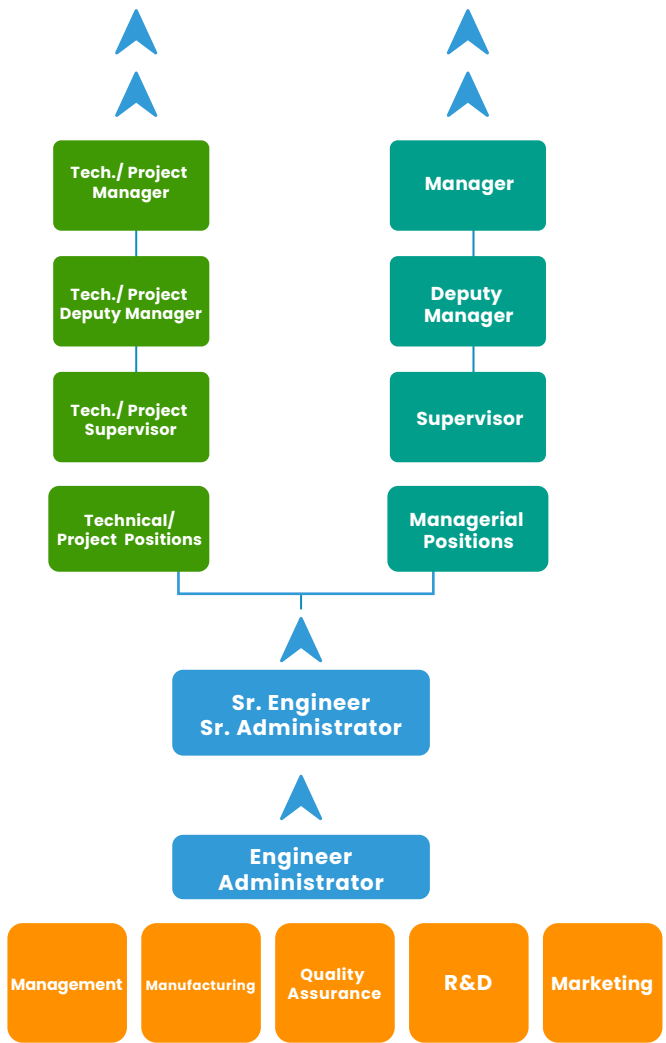 Tech./ Project
Manager
Manager
Tech./ Project
Deputy Manager
Deputy
Manager
Tech./ Project
Supervisor
Supervisor
Technical/
Project Positions
Managerial
Positions
Sr. Engineer
Sr. Administrator
Engineer
Administrator
Management
Manufacturing
Quality
Assurance
R&D
Marketing